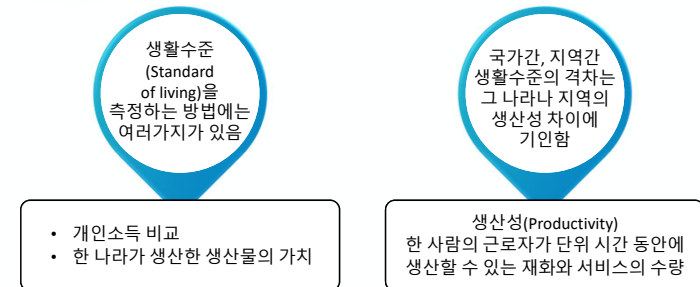 생활수준
(Standard
of living)을
측정하는 방법에는
여러가지가 있음
• 개인소득 비교
• 한 나라가 생산한 생산물의 가치
국가간, 지역간
생활수준의 격차는
그 나라나 지역의
생산성 차이에
기인함
생산성(Productivity)
한 사람의 근로자가 단위 시간 동안에
생산할 수 있는 재화와 서비스의 수량